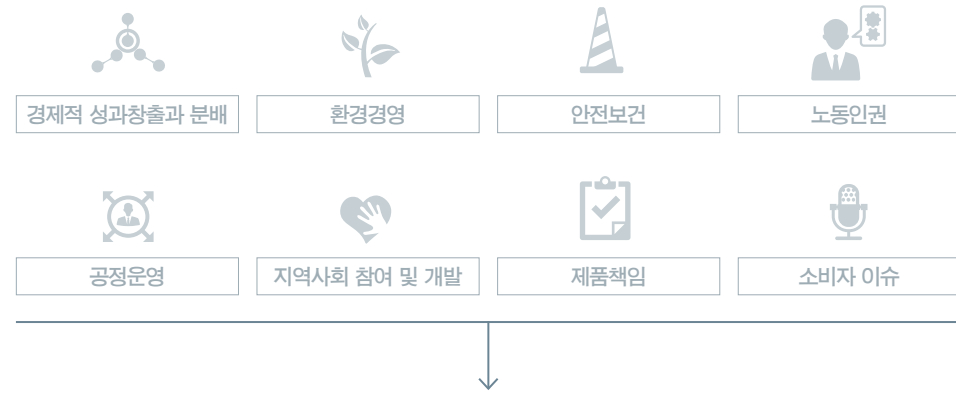 경제적 성과창출과 분배
환경경영
안전보건
노동인권
공정운영
지역사회 참여 및 개발
제품책임
소비자 이슈